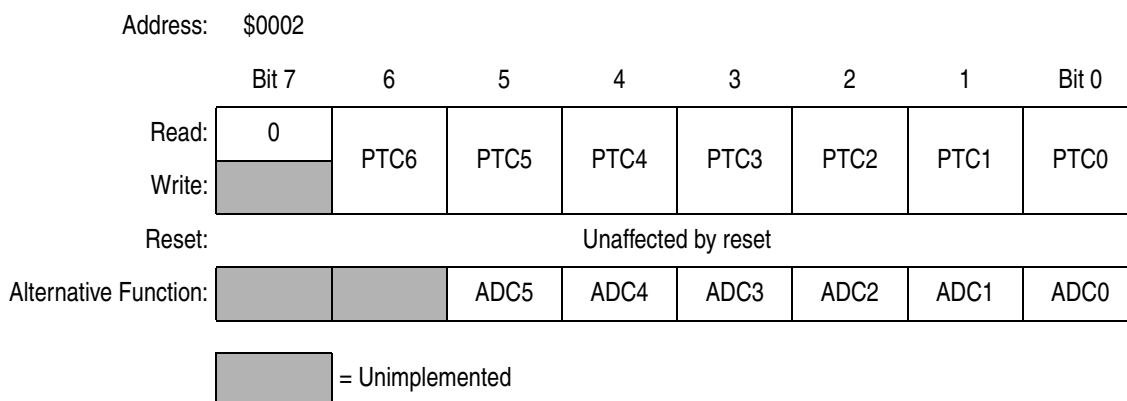 Address: $0002
Bit 7 6 5 4 3 2 1 Bit 0
Read: 0
PTC6 PTC5 PTC4 PTC3 PTC2 PTC1 PTC0
Write:
Reset: Unaffected by reset
Alternative Function: ADC5 ADC4 ADC3 ADC2 ADC1 ADC0
= Unimplemented